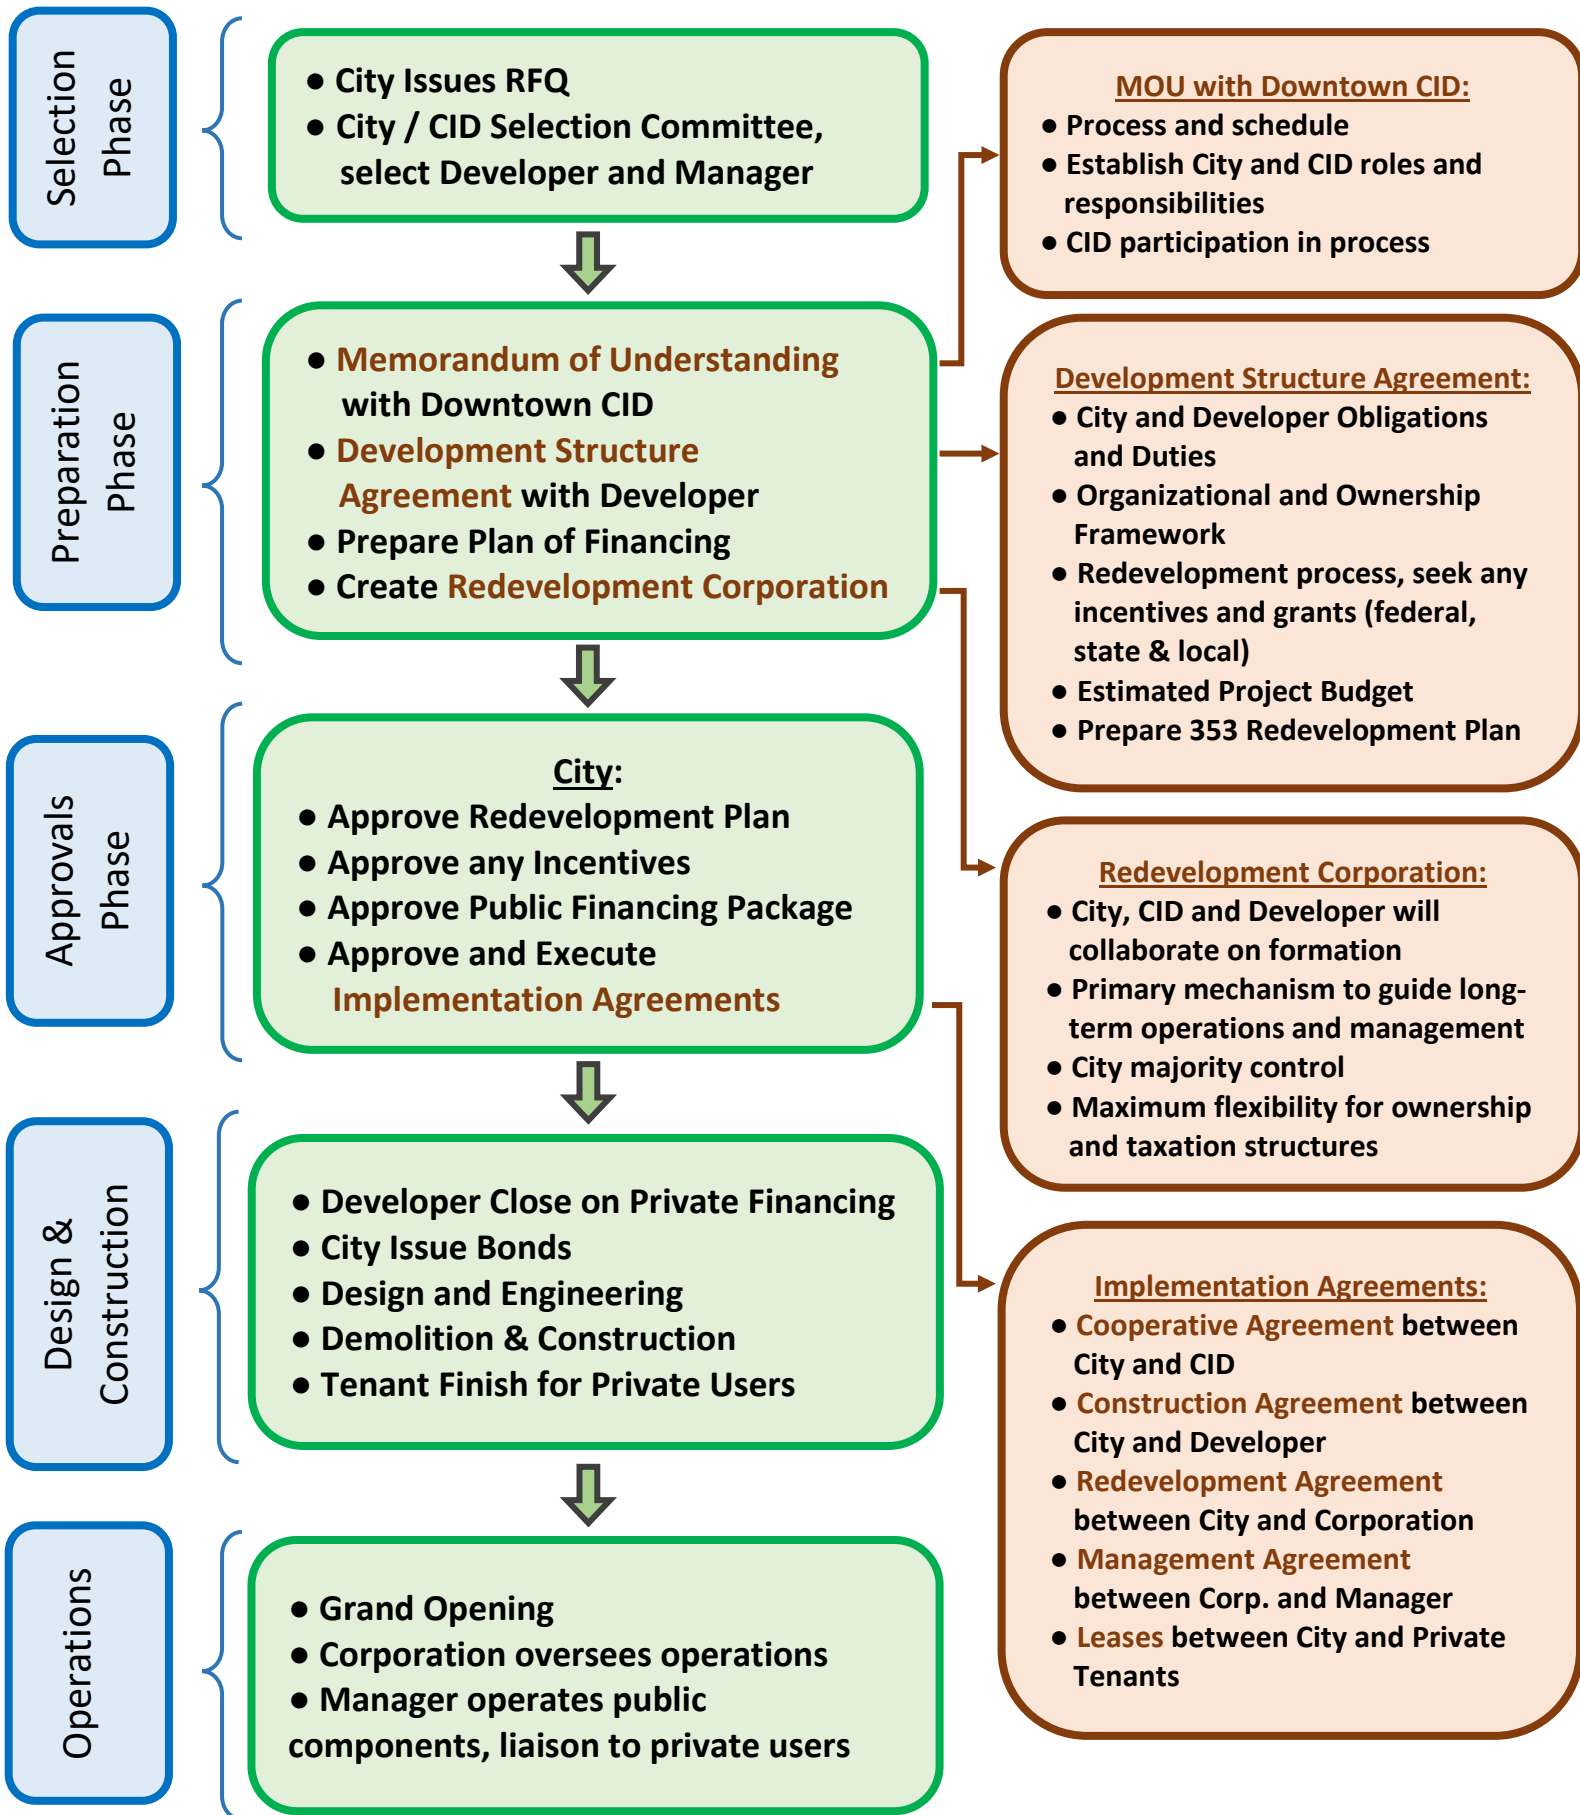 Selection
Phase
● City Issues RFQ
● City / CID Selection Committee,
select Developer and Manager
MOU with Downtown CID:
● Process and schedule
● Establish City and CID roles and
responsibilities
● CID participation in process
Preparation
Phase
● Memorandum of Understanding
with Downtown CID
● Development Structure
Agreement with Developer
● Prepare Plan of Financing
● Create Redevelopment Corporation
Development Structure Agreement:
● City and Developer Obligations
and Duties
● Organizational and Ownership
Framework
● Redevelopment process, seek any
incentives and grants (federal,
state & local)
● Estimated Project Budget
● Prepare 353 Redevelopment Plan
Approvals
Phase
City:
● Approve Redevelopment Plan
● Approve any Incentives
● Approve Public Financing Package
● Approve and Execute
Implementation Agreements
Redevelopment Corporation:
● City, CID and Developer will
collaborate on formation
● Primary mechanism to guide long-
term operations and management
● City majority control
● Maximum flexibility for ownership
and taxation structures
Design &
Construction
● Developer Close on Private Financing
● City Issue Bonds
● Design and Engineering
● Demolition & Construction
● Tenant Finish for Private Users
Implementation Agreements:
● Cooperative Agreement between
City and CID
● Construction Agreement between
City and Developer
● Redevelopment Agreement
between City and Corporation
● Management Agreement
between Corp. and Manager
● Leases between City and Private
Tenants
Operations
● Grand Opening
● Corporation oversees operations
● Manager operates public
components, liaison to private users